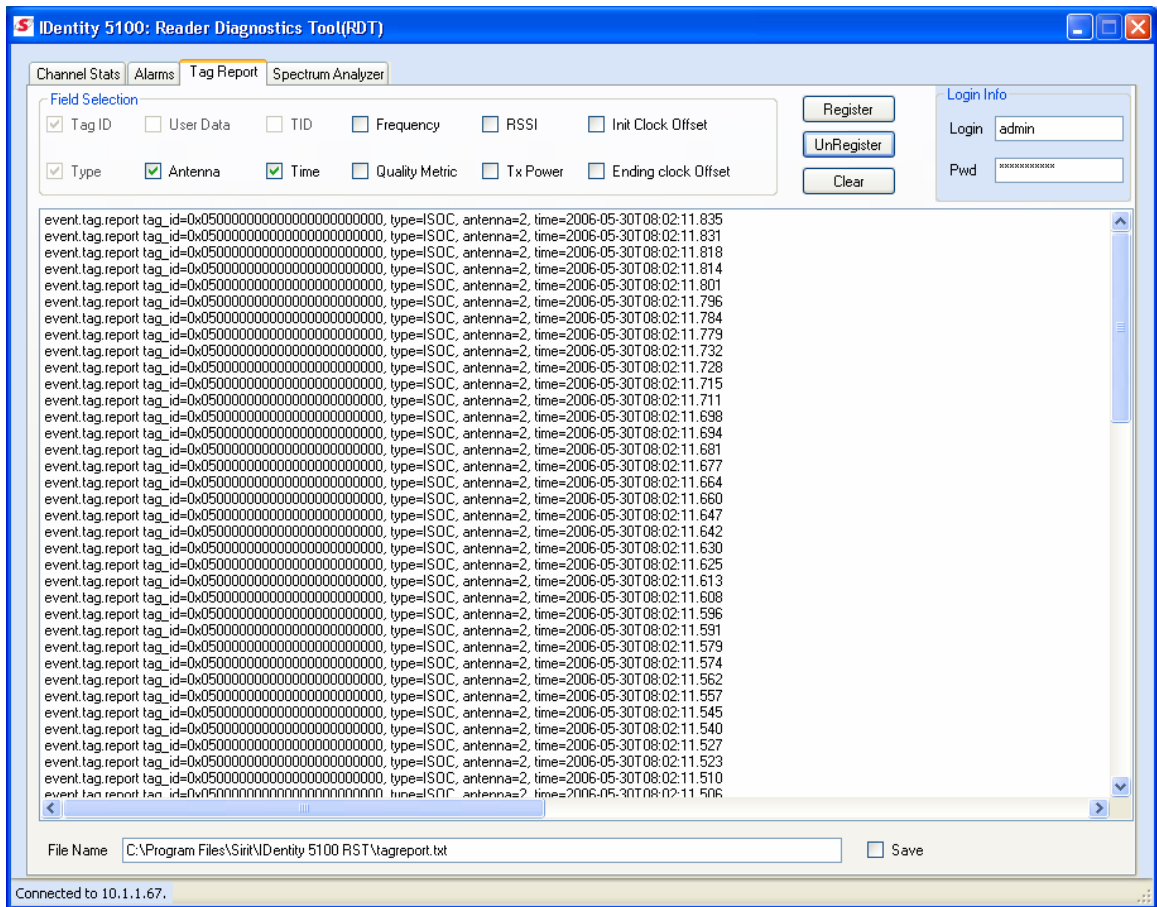 IDentity 5100: Reader Diagnostics Tool(RDT)
Channel Stats Alarms Tag Report Spectrum Analyzer
Field Selection
Tag ID User Data TID Frequency RSSI Init Clock Offset
Type Antenna Time Quality Metric Tx Power Ending clock Offset
Register
UnRegister
Clear
Login Info
Login admin
Pwd ***********
event.tag.report tag_id=0x050000000000000000000000, type=ISOC, antenna=2, time=2006-05-30T08:02:11.835
event.tag.report tag_id=0x050000000000000000000000, type=ISOC, antenna=2, time=2006-05-30T08:02:11.831
event.tag.report tag_id=0x050000000000000000000000, type=ISOC, antenna=2, time=2006-05-30T08:02:11.818
event.tag.report tag_id=0x050000000000000000000000, type=ISOC, antenna=2, time=2006-05-30T08:02:11.814
event.tag.report tag_id=0x050000000000000000000000, type=ISOC, antenna=2, time=2006-05-30T08:02:11.801
event.tag.report tag_id=0x050000000000000000000000, type=ISOC, antenna=2, time=2006-05-30T08:02:11.796
event.tag.report tag_id=0x050000000000000000000000, type=ISOC, antenna=2, time=2006-05-30T08:02:11.784
event.tag.report tag_id=0x050000000000000000000000, type=ISOC, antenna=2, time=2006-05-30T08:02:11.779
event.tag.report tag_id=0x050000000000000000000000, type=ISOC, antenna=2, time=2006-05-30T08:02:11.732
event.tag.report tag_id=0x050000000000000000000000, type=ISOC, antenna=2, time=2006-05-30T08:02:11.728
event.tag.report tag_id=0x050000000000000000000000, type=ISOC, antenna=2, time=2006-05-30T08:02:11.715
event.tag.report tag_id=0x050000000000000000000000, type=ISOC, antenna=2, time=2006-05-30T08:02:11.711
event.tag.report tag_id=0x050000000000000000000000, type=ISOC, antenna=2, time=2006-05-30T08:02:11.698
event.tag.report tag_id=0x050000000000000000000000, type=ISOC, antenna=2, time=2006-05-30T08:02:11.694
event.tag.report tag_id=0x050000000000000000000000, type=ISOC, antenna=2, time=2006-05-30T08:02:11.681
event.tag.report tag_id=0x050000000000000000000000, type=ISOC, antenna=2, time=2006-05-30T08:02:11.677
event.tag.report tag_id=0x050000000000000000000000, type=ISOC, antenna=2, time=2006-05-30T08:02:11.664
event.tag.report tag_id=0x050000000000000000000000, type=ISOC, antenna=2, time=2006-05-30T08:02:11.660
event.tag.report tag_id=0x050000000000000000000000, type=ISOC, antenna=2, time=2006-05-30T08:02:11.647
event.tag.report tag_id=0x050000000000000000000000, type=ISOC, antenna=2, time=2006-05-30T08:02:11.642
event.tag.report tag_id=0x050000000000000000000000, type=ISOC, antenna=2, time=2006-05-30T08:02:11.630
event.tag.report tag_id=0x050000000000000000000000, type=ISOC, antenna=2, time=2006-05-30T08:02:11.625
event.tag.report tag_id=0x050000000000000000000000, type=ISOC, antenna=2, time=2006-05-30T08:02:11.613
event.tag.report tag_id=0x050000000000000000000000, type=ISOC, antenna=2, time=2006-05-30T08:02:11.608
event.tag.report tag_id=0x050000000000000000000000, type=ISOC, antenna=2, time=2006-05-30T08:02:11.596
event.tag.report tag_id=0x050000000000000000000000, type=ISOC, antenna=2, time=2006-05-30T08:02:11.591
event.tag.report tag_id=0x050000000000000000000000, type=ISOC, antenna=2, time=2006-05-30T08:02:11.579
event.tag.report tag_id=0x050000000000000000000000, type=ISOC, antenna=2, time=2006-05-30T08:02:11.574
event.tag.report tag_id=0x050000000000000000000000, type=ISOC, antenna=2, time=2006-05-30T08:02:11.562
event.tag.report tag_id=0x050000000000000000000000, type=ISOC, antenna=2, time=2006-05-30T08:02:11.557
event.tag.report tag_id=0x050000000000000000000000, type=ISOC, antenna=2, time=2006-05-30T08:02:11.545
event.tag.report tag_id=0x050000000000000000000000, type=ISOC, antenna=2, time=2006-05-30T08:02:11.540
event.tag.report tag_id=0x050000000000000000000000, type=ISOC, antenna=2, time=2006-05-30T08:02:11.527
event.tag.report tag_id=0x050000000000000000000000, type=ISOC, antenna=2, time=2006-05-30T08:02:11.523
event.tag.report tag_id=0x050000000000000000000000, type=ISOC, antenna=2, time=2006-05-30T08:02:11.510
event.tag.report tag_id=0x050000000000000000000000, type=ISOC, antenna=2, time=2006-05-30T08:02:11.506
File Name C:\Program Files\Sirit\IDentity 5100 RST\tagreport.txt Save
Connected to 10.1.1.67.